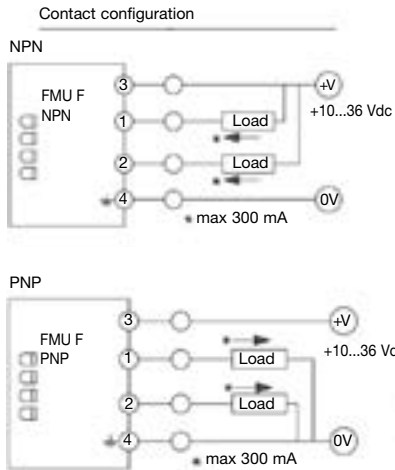 Contact configuration
NPN
FMU F
NPN
3
+V
+10...36 Vdc
1
Load
2
Load
4
0V
* max 300 mA
PNP
FMU F
PNP
3
+V
+10...36 Vdc
1
Load
2
Load
4
0V
* max 300 mA